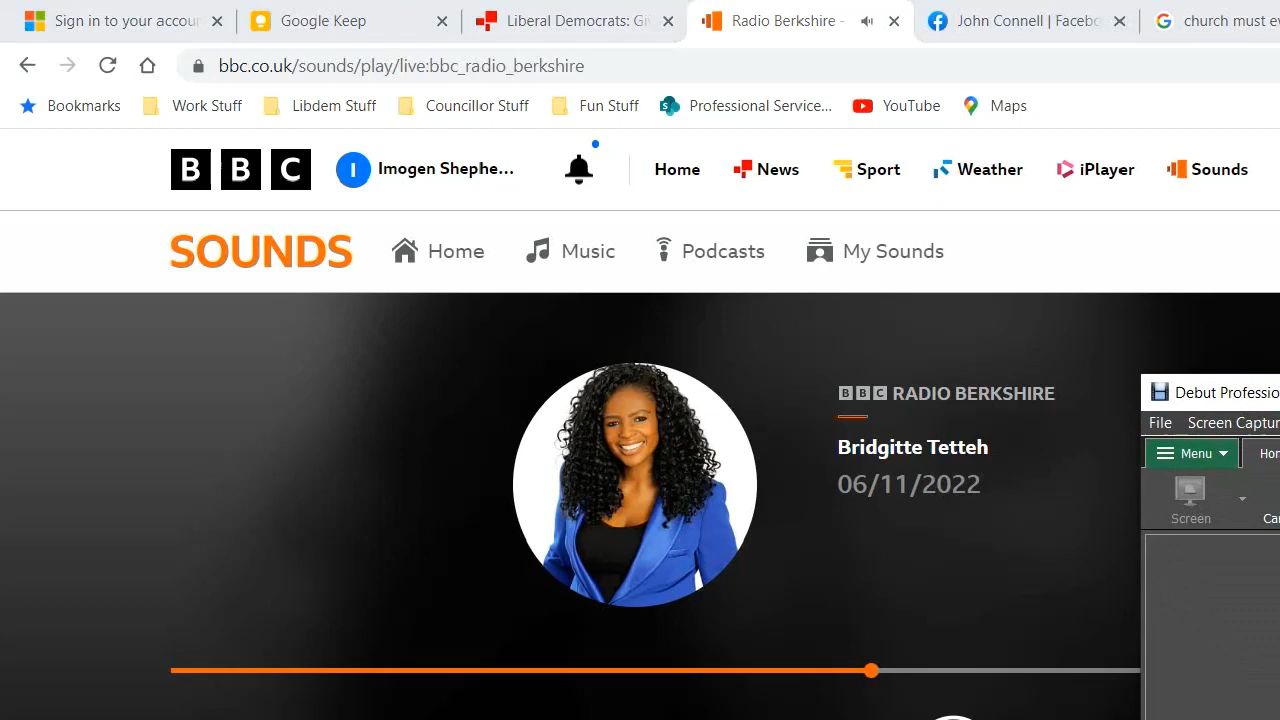 Sign in to your accou
Google Keep
Liberal Democrats: Gi
Radio Berkshire -
John Connell | Facebo
church must e
bbc.co.uk/sounds/play/live:bbc_radio_berkshire
Bookmarks
Work Stuff
Libdem Stuff
Councillor Stuff
Fun Stuff
Professional Service...
YouTube
Maps
BBC
I
Imogen Shephe...
Home
News
Sport
Weather
iPlayer
Sounds
SOUNDS
Home
Music
Podcasts
My Sounds
BBC RADIO BERKSHIRE
Bridgitte Tetteh
06/11/2022
Debut Professio
File Screen Captur
Menu
Hom
Screen
Ca